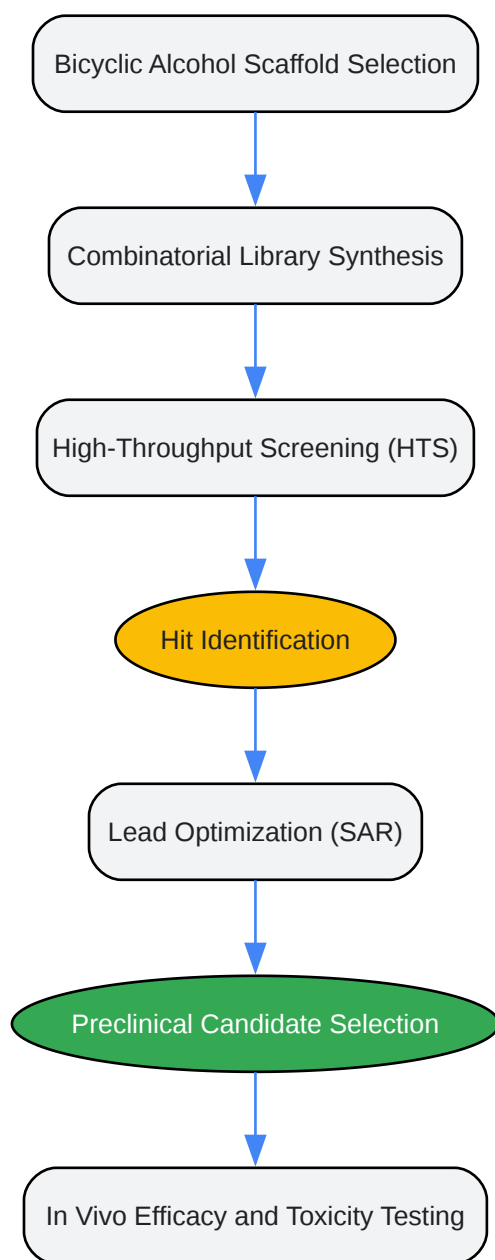 Bicyclic Alcohol Scaffold Selection
Combinatorial Library Synthesis
High-Throughput Screening (HTS)
Hit Identification
Lead Optimization (SAR)
Preclinical Candidate Selection
In Vivo Efficacy and Toxicity Testing